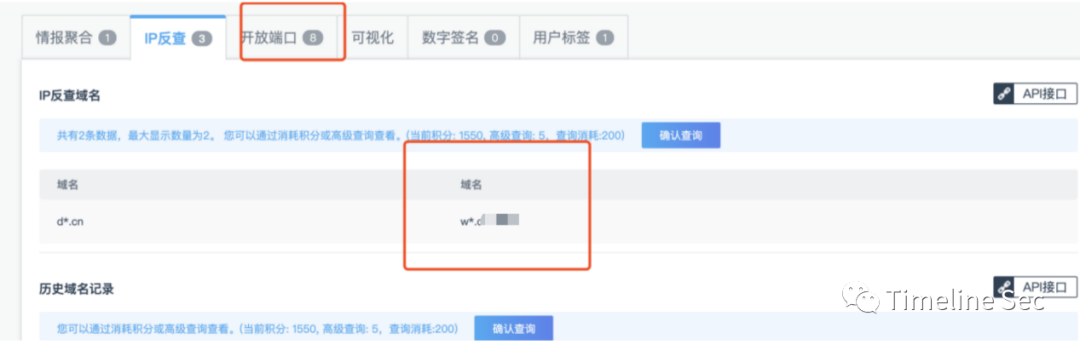 情报聚合 1 IP反查 3 开放端口 8 可视化 数字签名 0 用户标签 1
IP反查域名 API接口
共有2条数据，最大显示数量为2。 您可以通过消耗积分或高级查询查看。(当前积分: 1550, 高级查询: 5，查询消耗:200) 确认查询
域名 域名
d*.cn w*.d
历史域名记录 API接口
您可以通过消耗积分或高级查询查看。(当前积分: 1550, 高级查询: 5，查询消耗:200) 确认查询
Timeline Sec